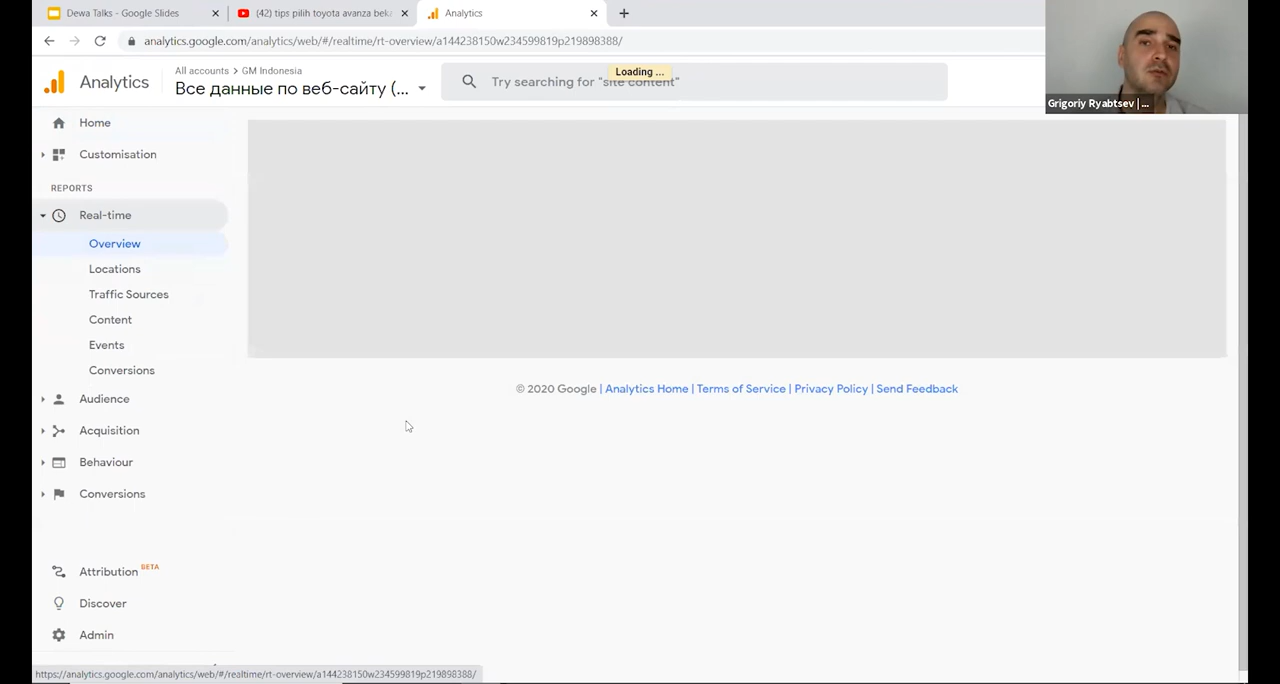 Dewa Talks - Google Slides
(42) tips pilih toyota avanza beka
Analytics
analytics.google.com/analytics/web/#/realtime/rt-overview/a144238150w234599819p219898388/
Analytics
All accounts > GM Indonesia
Все данные по веб-сайту (...
Try searching for "site content"
Loading ...
Grigoriy Ryabtsev | ...
Home
Customisation
REPORTS
Real-time
Overview
Locations
Traffic Sources
Content
Events
Conversions
Audience
Acquisition
Behaviour
Conversions
Attribution BETA
Discover
Admin
© 2020 Google | Analytics Home | Terms of Service | Privacy Policy | Send Feedback
https://analytics.google.com/analytics/web/#/realtime/rt-overview/a144238150w234599819p219898388/